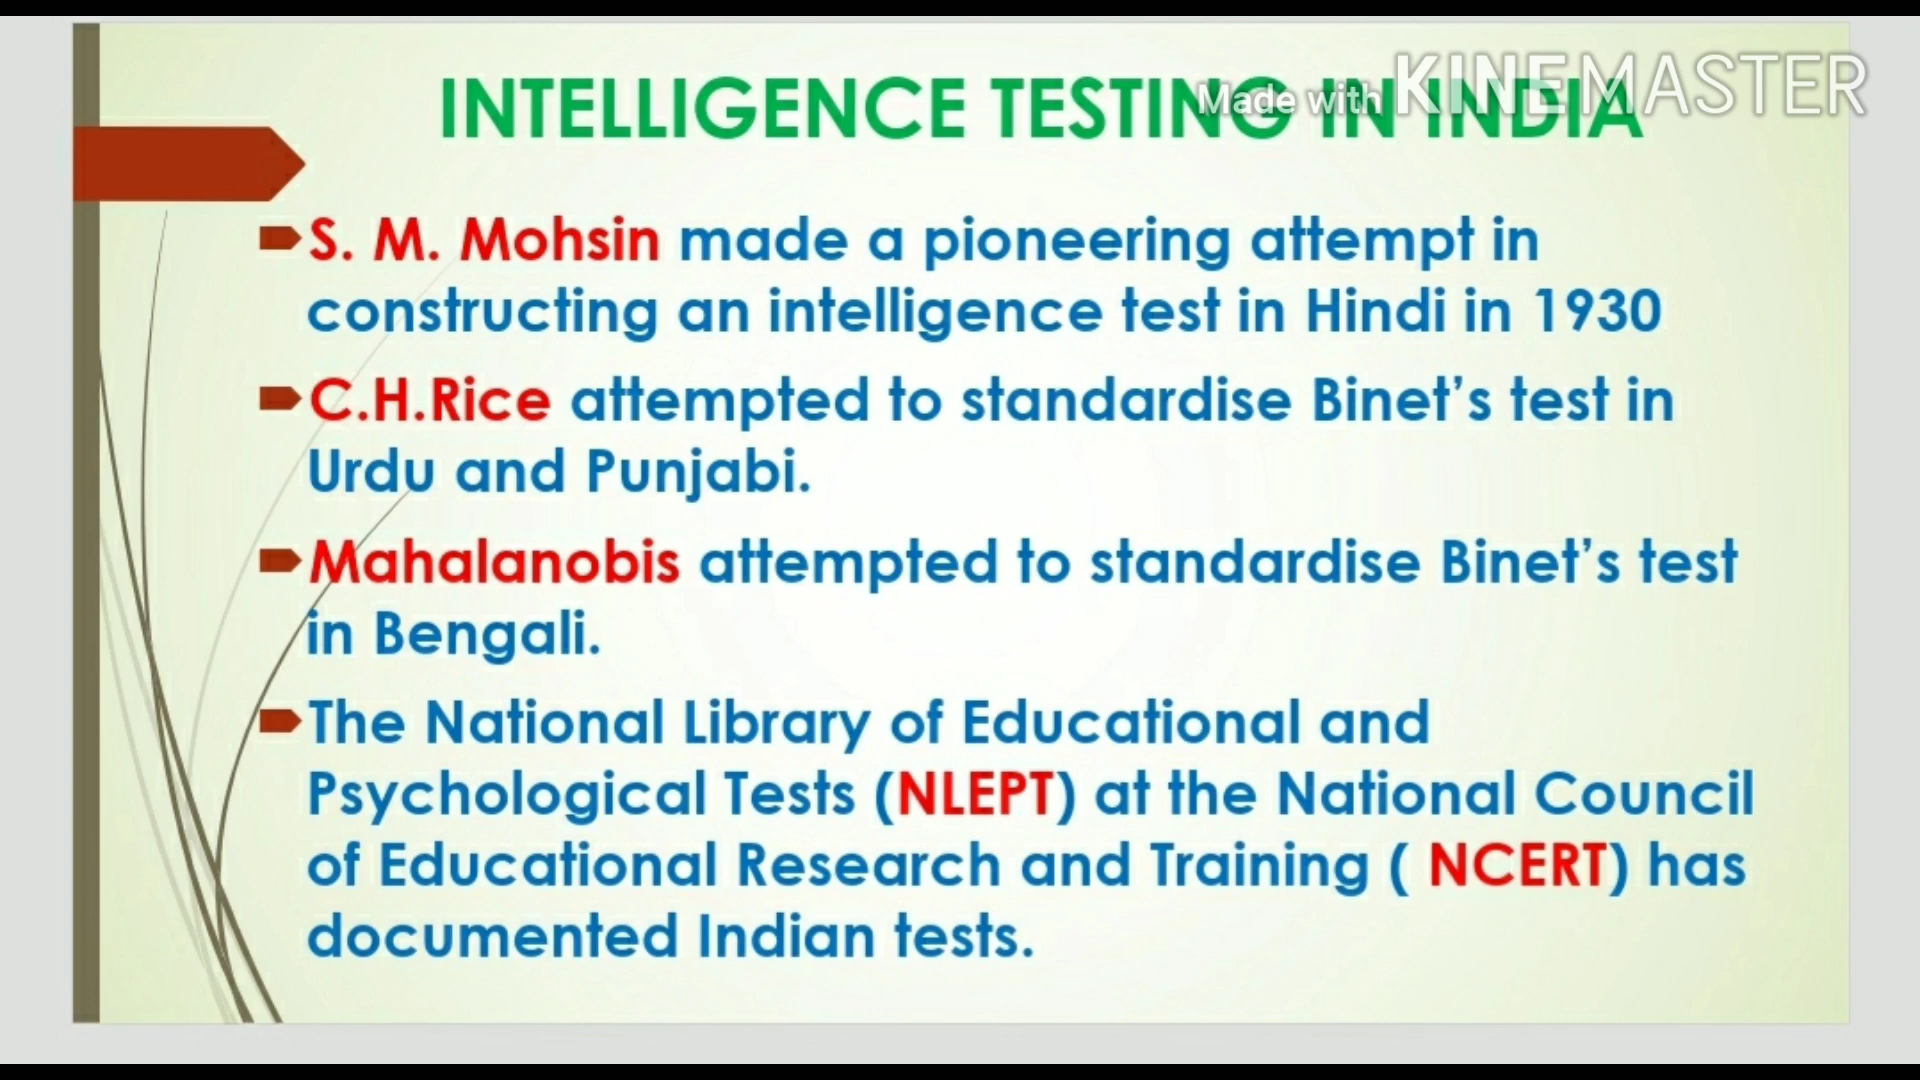 INTELLIGENCE TESTING IN INDIA
Made with KINEMASTER
S. M. Mohsin made a pioneering attempt in
constructing an intelligence test in Hindi in 1930
C.H.Rice attempted to standardise Binet’s test in
Urdu and Punjabi.
Mahalanobis attempted to standardise Binet’s test
in Bengali.
The National Library of Educational and
Psychological Tests (NLEPT) at the National Council
of Educational Research and Training ( NCERT) has
documented Indian tests.